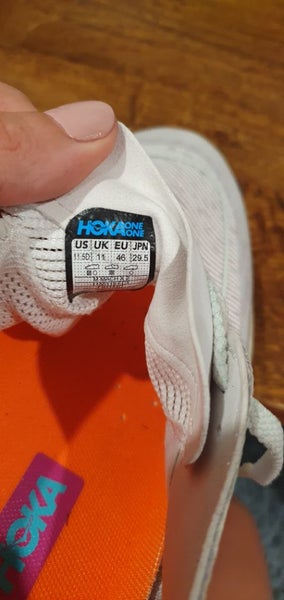 HOKA ONE ONE
US UK EU JPN
11.5D 11 46 29.5
HOKA